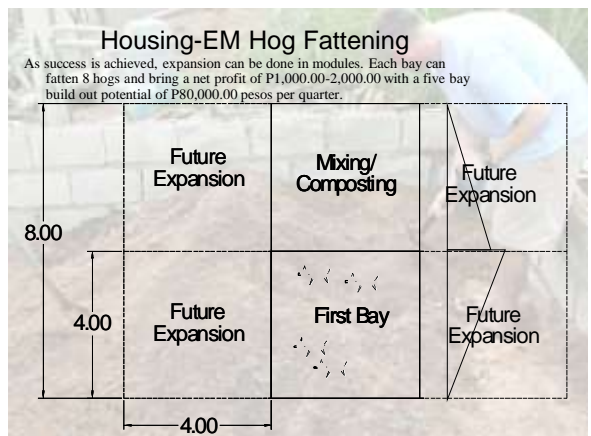 Housing-EM Hog Fattening
As success is achieved, expansion can be done in modules. Each bay can
fatten 8 hogs and bring a net profit of P1,000.00-2,000.00 with a five bay
build out potential of P80,000.00 pesos per quarter.
Future
Expansion
Mixing/
Composting
Future
Expansion
8.00
4.00
Future
Expansion
First Bay
Future
Expansion
4.00